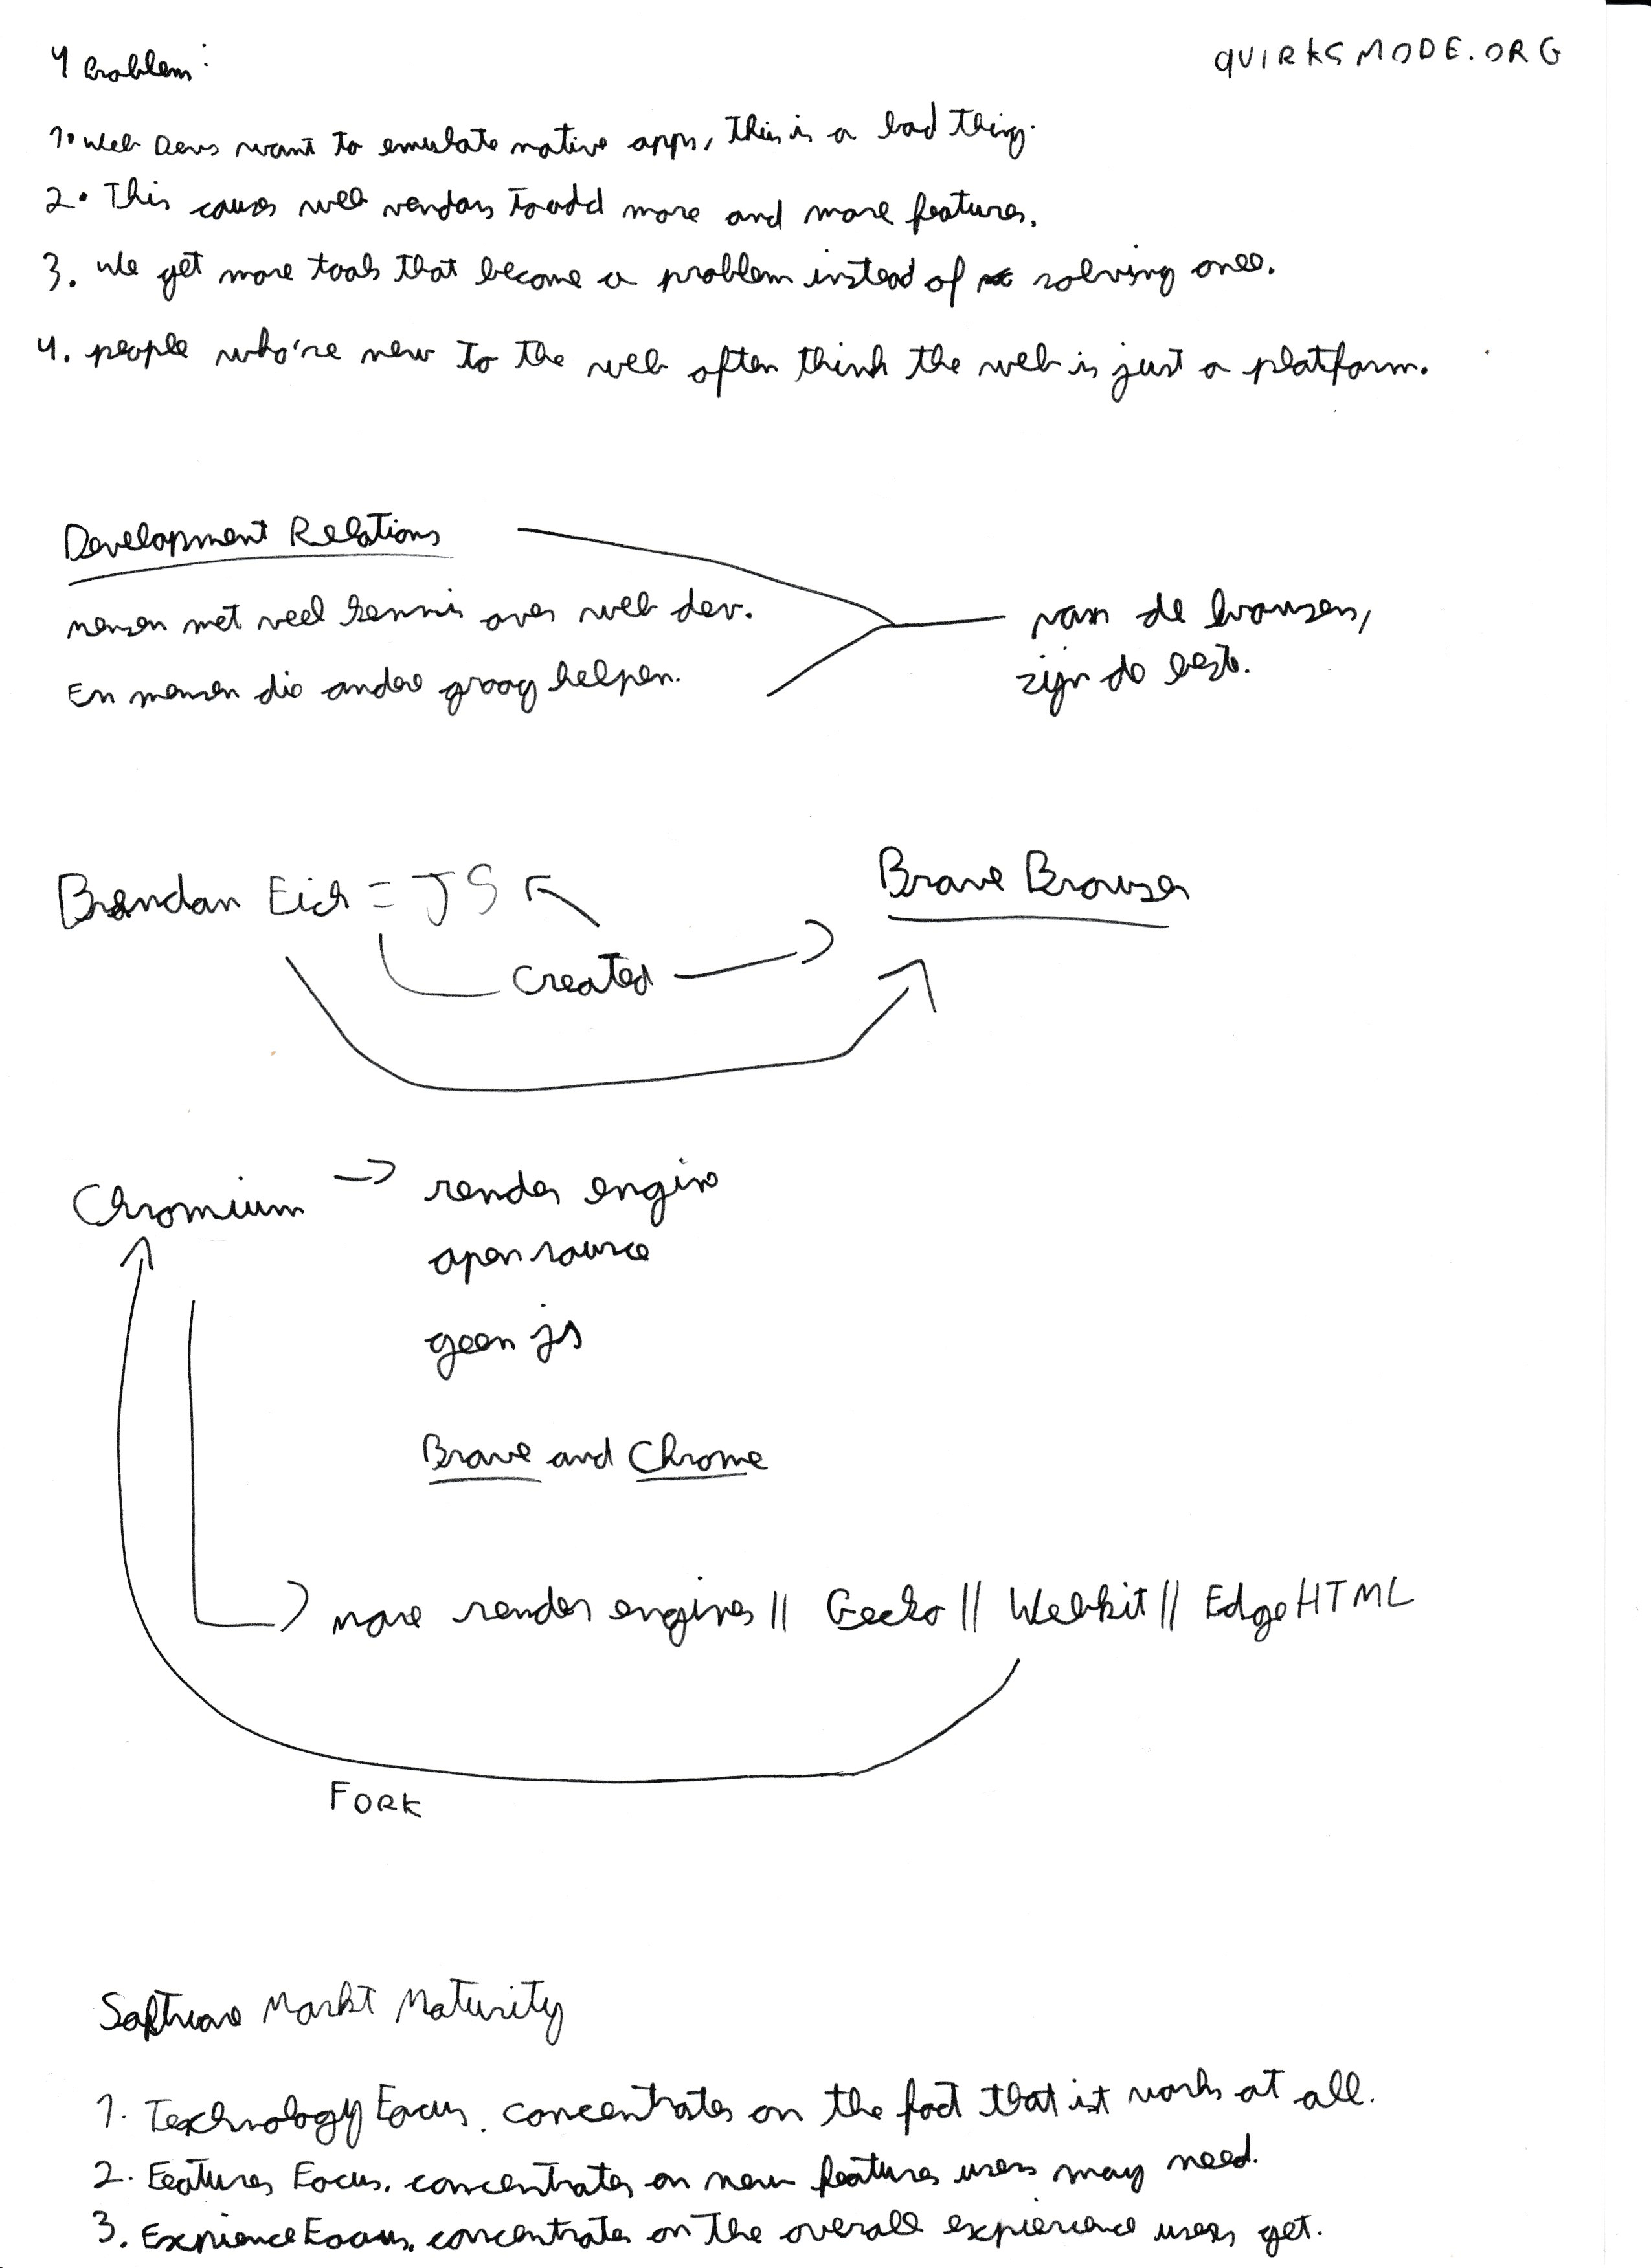 4 Problem:
QUIRKSMODE.ORG
1. Web Devs want to emulate native apps, This is a bad thing.
2. This causes web vendors to add more and more features.
3. We get more tools that become a problem instead of solving ones.
4. people who're new to the web often think the web is just a platform.
Development Relations
mensen met veel kennis over web dev.
En mensen die andere graag helpen.
van de browsers,
zijn de beste.
Brendan Eich = JS
Brave Browser
Created
Chromium → render engine
open source
geen js
Brave and Chrome
more render engines || Gecko || Webkit || EdgeHTML
FORK
Software Markt Maturity
1. Technology Focus. concentrates on the fact that ist works at all.
2. Features Focus. concentrates on new features users may need.
3. Exprience Focus. concentrates on the overall expierience users get.